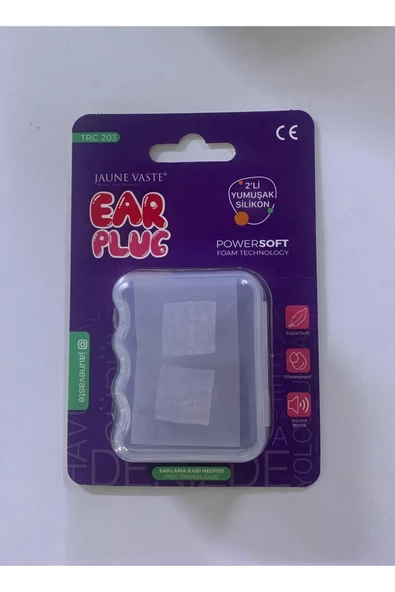 TRC 203
CE
JAUNE VASTE®
EAR
PLUG
2'Lİ
YUMUŞAK
SİLİKON
POWERSOFT
FOAM TECHNOLOGY
Supersoft
Waterproof
Sound
Block
jaunevaste
SAKLAMA KABI HEDİYE!
FREE TRAVEL CASE!